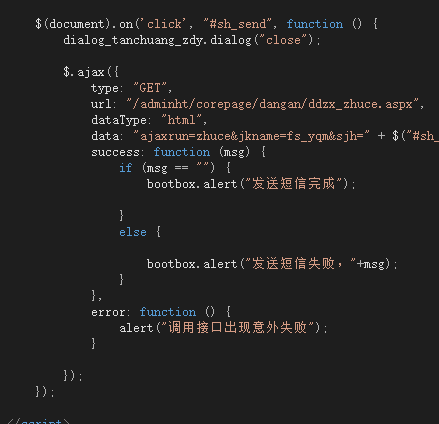 $(document).on('click', "#sh_send", function () {
dialog_tanchuang_zdy.dialog("close");
$.ajax({
type: "GET",
url: "/adminht/corepage/dangan/ddzx_zhuce.aspx",
dataType: "html",
data: "ajaxrun=zhuce&jkname=fs_yqm&sjh=" + $("#sh_
success: function (msg) {
if (msg == "") {
bootbox.alert("发送短信完成");
}
else {
bootbox.alert("发送短信失败，"+msg);
}
},
error: function () {
alert("调用接口出现意外失败");
}
});
});
</script>